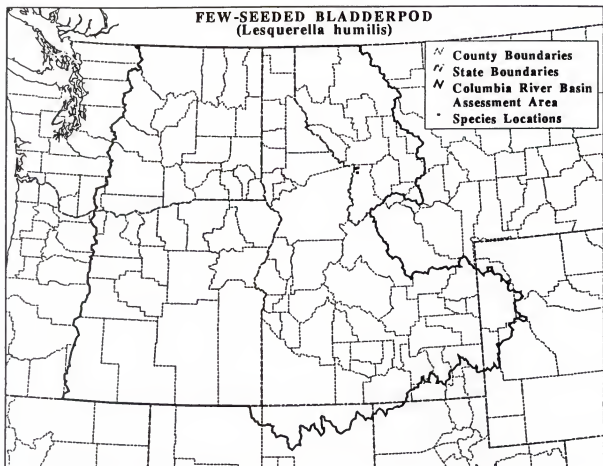 FEW-SEEDED BLADDERPOD
(Lesquerella humilis)
County Boundaries
State Boundaries
Columbia River Basin
Assessment Area
Species Locations